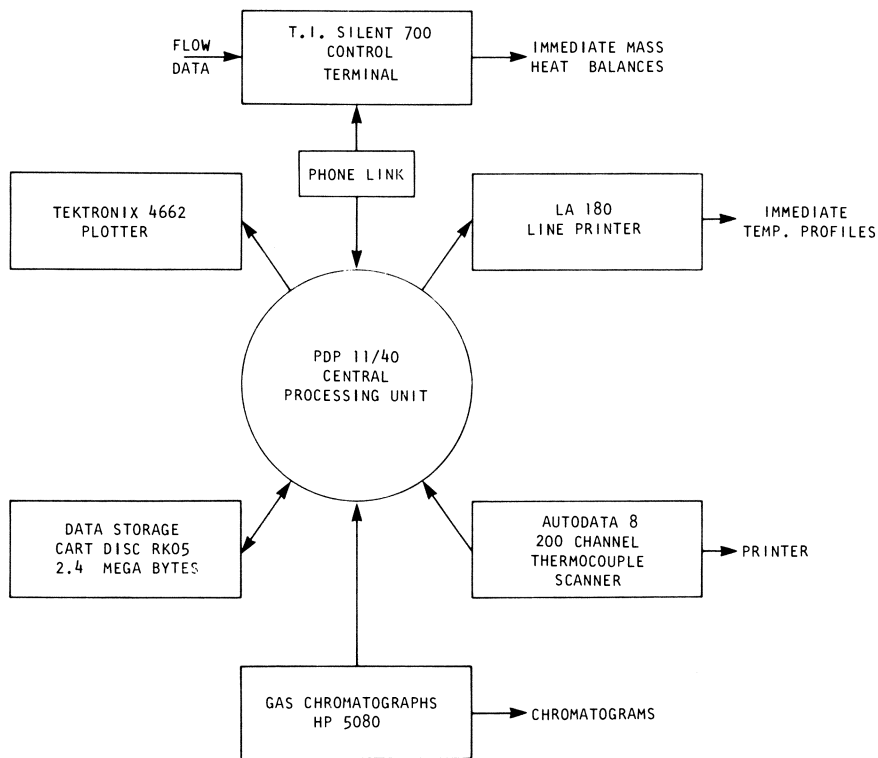 T.I. SILENT 700
CONTROL
TERMINAL
FLOW
DATA
IMMEDIATE MASS
HEAT BALANCES
PHONE LINK
TEKTRONIX 4662
PLOTTER
LA 180
LINE PRINTER
IMMEDIATE
TEMP. PROFILES
PDP 11/40
CENTRAL
PROCESSING UNIT
DATA STORAGE
CART DISC RK05
2.4 MEGA BYTES
AUTODATA 8
200 CHANNEL
THERMOCOUPLE
SCANNER
PRINTER
GAS CHROMATOGRAPHS
HP 5080
CHROMATOGRAMS